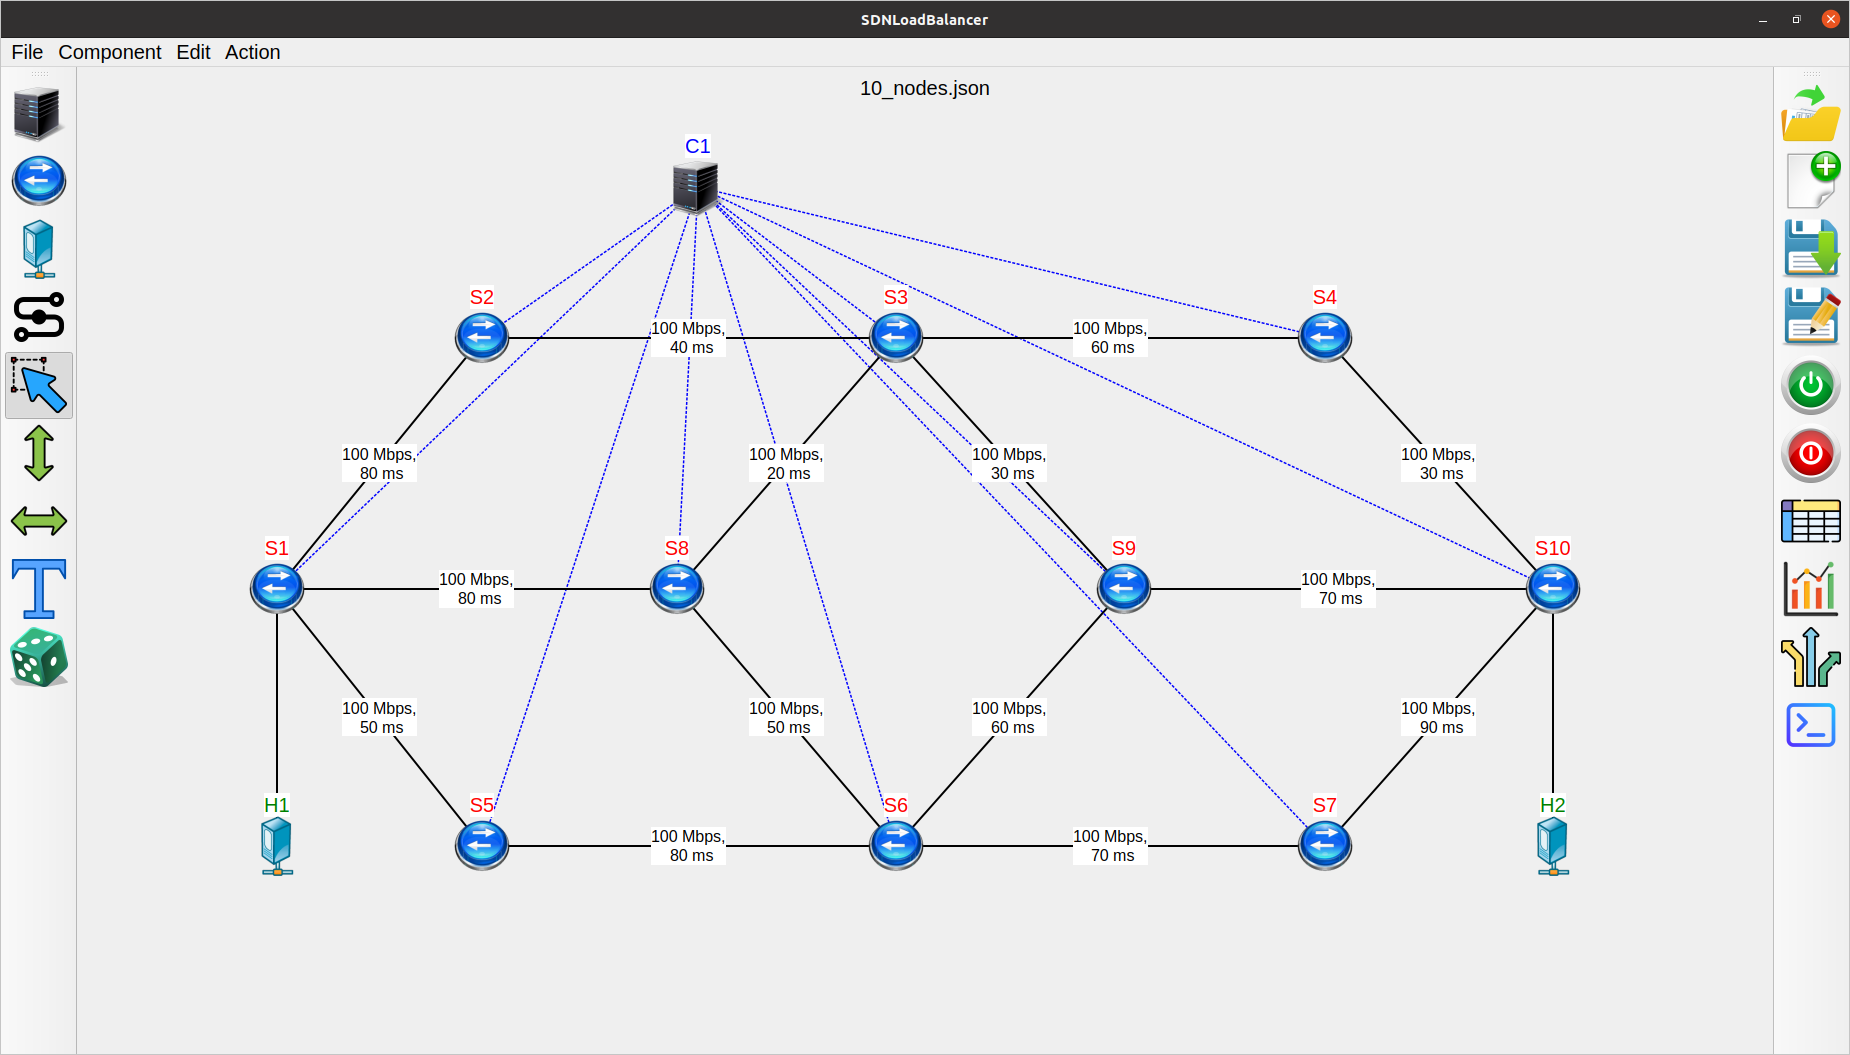 SDNLoadBalancer
File Component Edit Action
10_nodes.json
C1
S2
S3
S4
100 Mbps,
40 ms
100 Mbps,
60 ms
100 Mbps,
80 ms
100 Mbps,
20 ms
100 Mbps,
30 ms
100 Mbps,
30 ms
S1
S8
S9
S10
100 Mbps,
80 ms
100 Mbps,
70 ms
100 Mbps,
50 ms
100 Mbps,
50 ms
100 Mbps,
60 ms
100 Mbps,
90 ms
H1
S5
S6
S7
H2
100 Mbps,
80 ms
100 Mbps,
70 ms